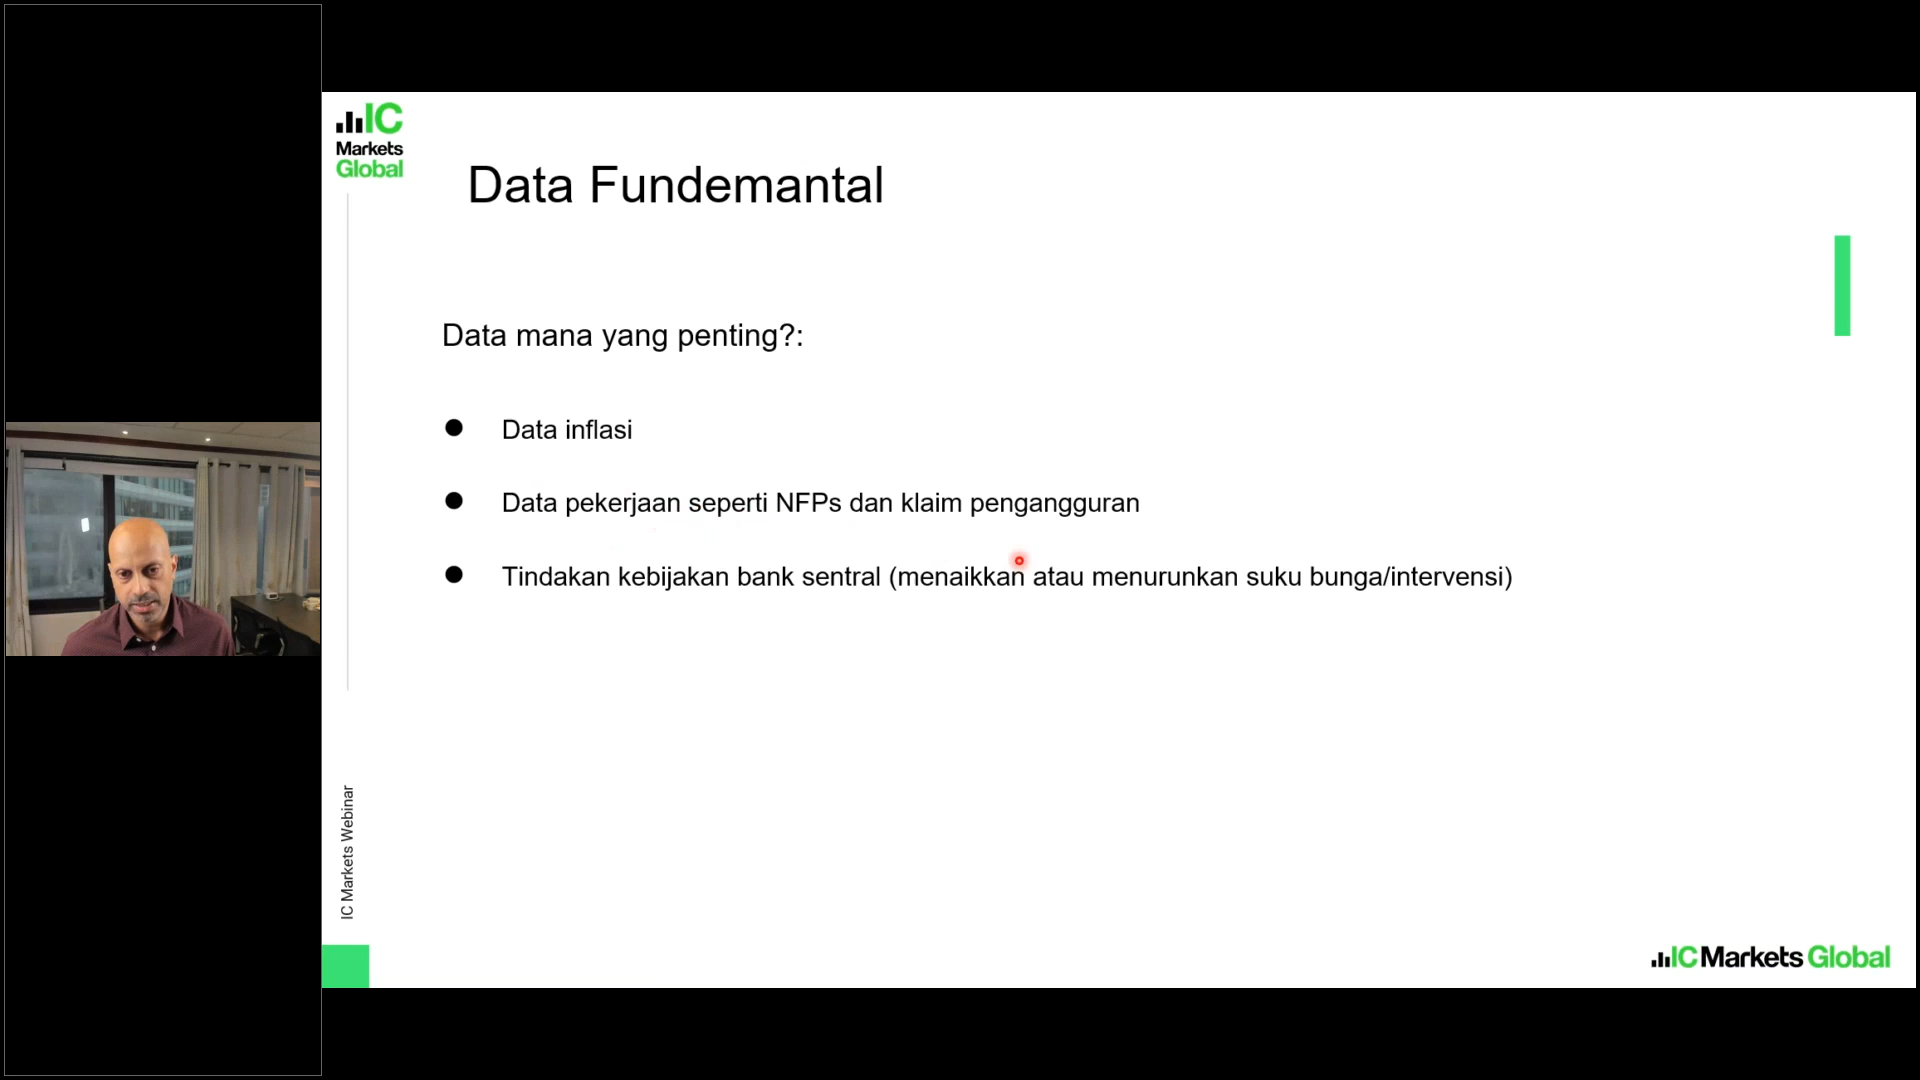 IC
Markets
Global
Data Fundemantal
Data mana yang penting?:
● Data inflasi
● Data pekerjaan seperti NFPs dan klaim pengangguran
● Tindakan kebijakan bank sentral (menaikkan atau menurunkan suku bunga/intervensi)
IC Markets Webinar
IC Markets Global